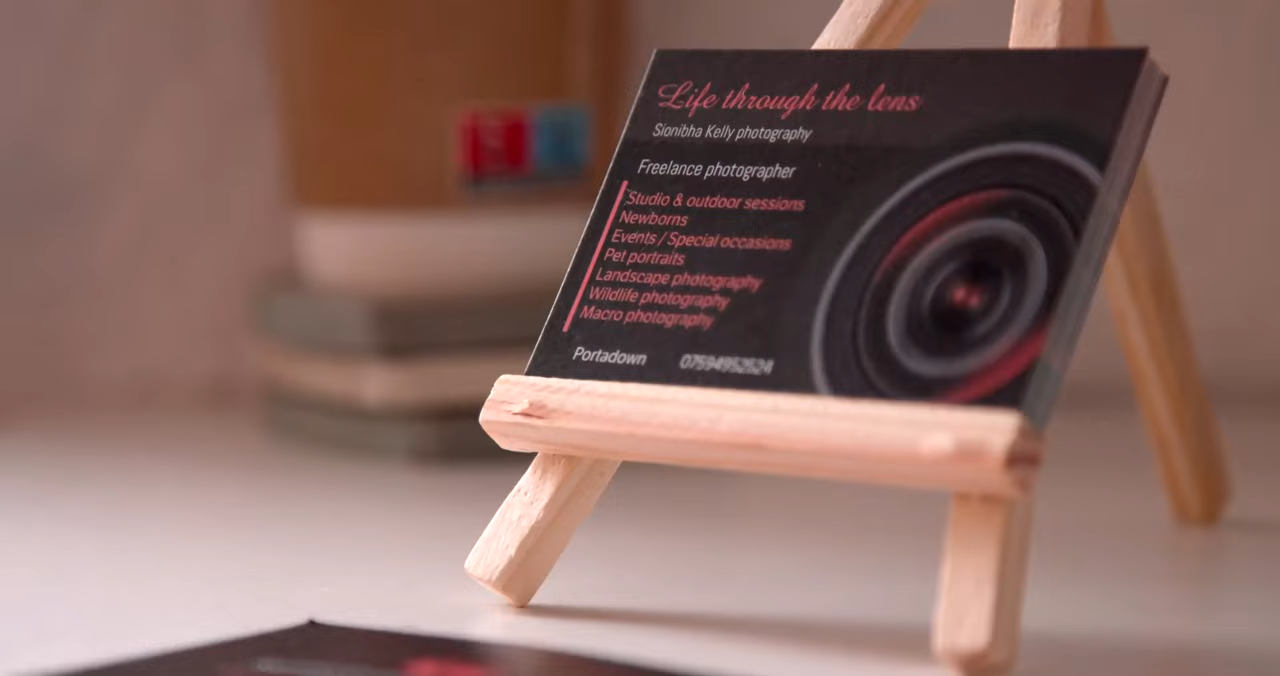 Life through the lens
Sionibha Kelly photography
Freelance photographer
Studio & outdoor sessions
Newborns
Events / Special occasions
Pet portraits
Landscape photography
Wildlife photography
Macro photography
Portadown